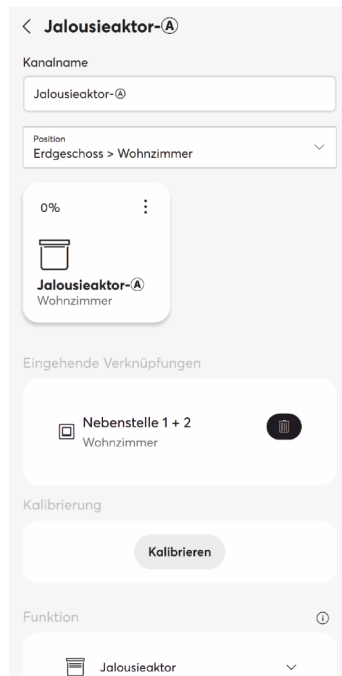 Jalousieaktor-Ⓐ
Kanalname
Jalousieaktor-Ⓐ
Position
Erdgeschoss > Wohnzimmer
0%
Jalousieaktor-Ⓐ
Wohnzimmer
Eingehende Verknüpfungen
Nebenstelle 1 + 2
Wohnzimmer
Kalibrierung
Kalibrieren
Funktion
Jalousieaktor